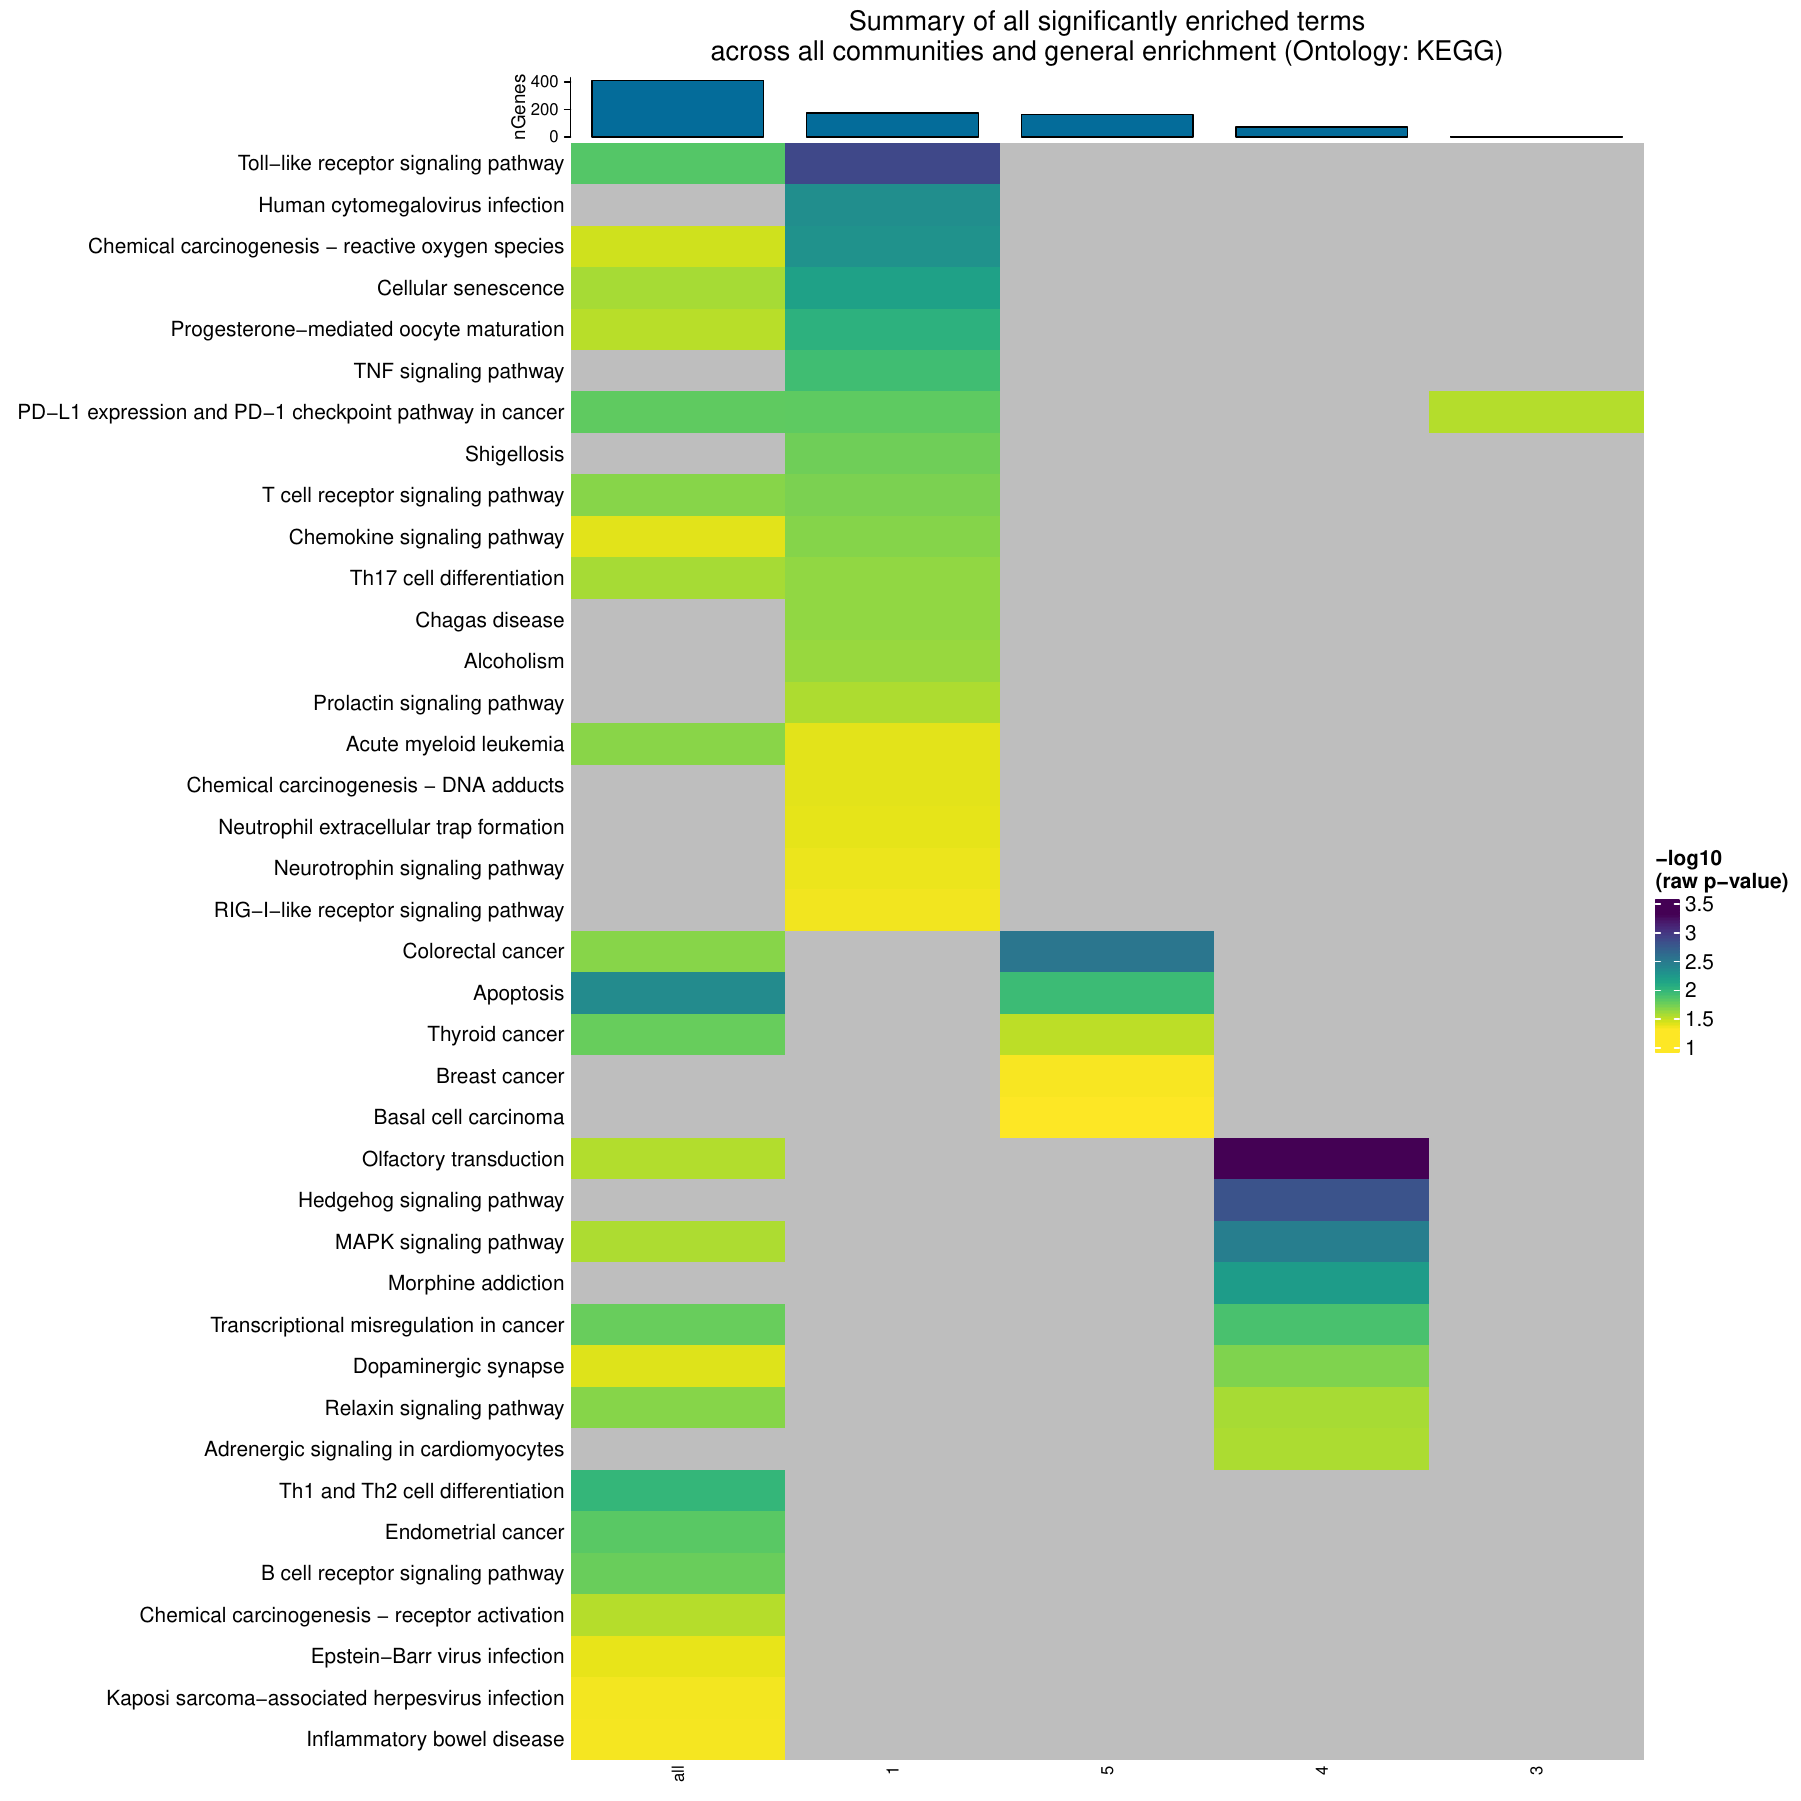 Summary of all significantly enriched terms
across all communities and general enrichment (Ontology: KEGG)
nGenes
400
200
0
Toll−like receptor signaling pathway
Human cytomegalovirus infection
Chemical carcinogenesis − reactive oxygen species
Cellular senescence
Progesterone−mediated oocyte maturation
TNF signaling pathway
PD−L1 expression and PD−1 checkpoint pathway in cancer
Shigellosis
T cell receptor signaling pathway
Chemokine signaling pathway
Th17 cell differentiation
Chagas disease
Alcoholism
Prolactin signaling pathway
Acute myeloid leukemia
Chemical carcinogenesis − DNA adducts
Neutrophil extracellular trap formation
Neurotrophin signaling pathway
RIG−I−like receptor signaling pathway
Colorectal cancer
Apoptosis
Thyroid cancer
Breast cancer
Basal cell carcinoma
Olfactory transduction
Hedgehog signaling pathway
MAPK signaling pathway
Morphine addiction
Transcriptional misregulation in cancer
Dopaminergic synapse
Relaxin signaling pathway
Adrenergic signaling in cardiomyocytes
Th1 and Th2 cell differentiation
Endometrial cancer
B cell receptor signaling pathway
Chemical carcinogenesis − receptor activation
Epstein−Barr virus infection
Kaposi sarcoma−associated herpesvirus infection
Inflammatory bowel disease
all
1
5
4
3
−log10
(raw p−value)
3.5
3
2.5
2
1.5
1